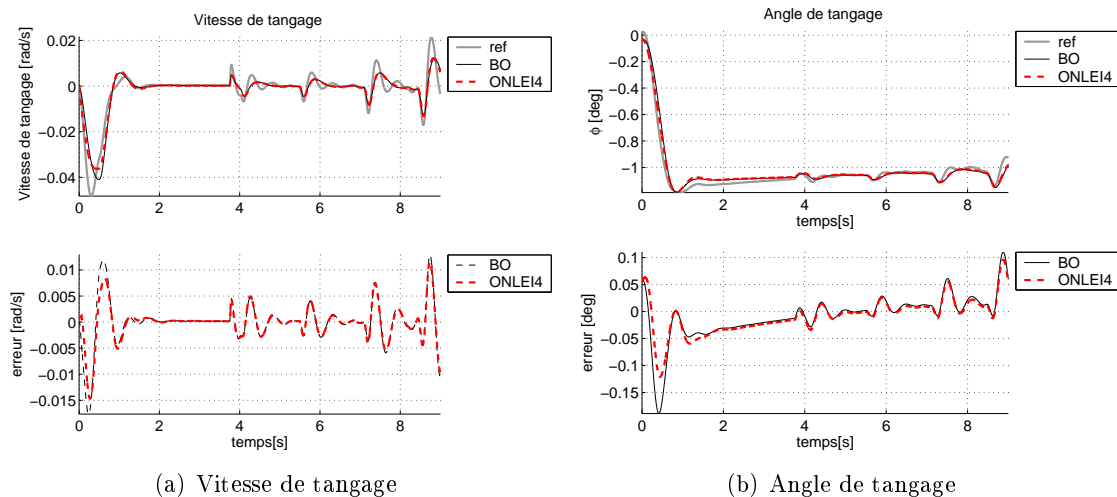 Vitesse de tangage
Vitesse de tangage [rad/s]
0.02
0
−0.02
−0.04
0 2 4 6 8
ref
BO
ONLEI4
erreur [rad/s]
0.01
0.005
0
−0.005
−0.01
−0.015
0 2 4 6 8
temps[s]
BO
ONLEI4
(a) Vitesse de tangage
Angle de tangage
ϕ [deg]
0
−0.2
−0.4
−0.6
−0.8
−1
0 2 4 6 8
temps[s]
ref
BO
ONLEI4
erreur [deg]
0.1
0.05
0
−0.05
−0.1
−0.15
0 2 4 6 8
temps[s]
BO
ONLEI4
(b) Angle de tangage